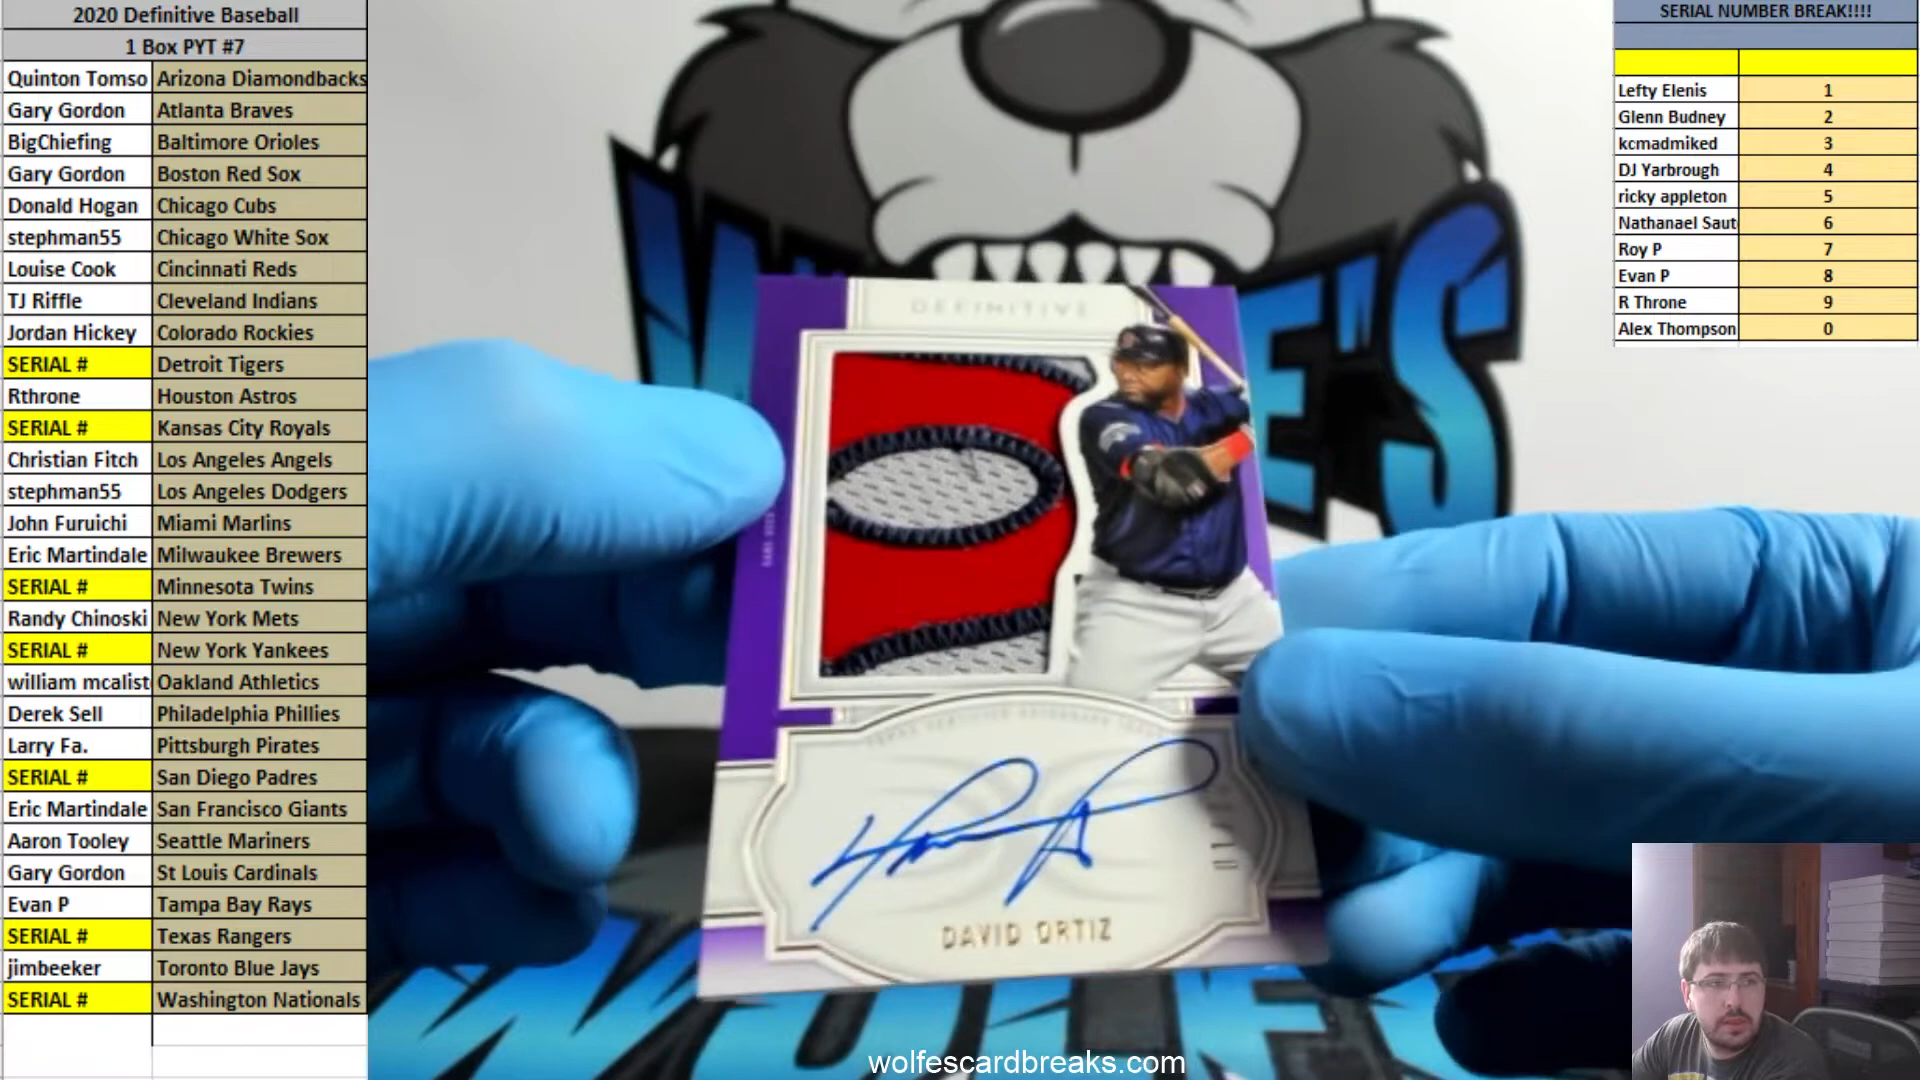 2020 Definitive Baseball
1 Box PYT #7
Quinton Tomso Arizona Diamondbacks
Gary Gordon Atlanta Braves
BigChiefing Baltimore Orioles
Gary Gordon Boston Red Sox
Donald Hogan Chicago Cubs
stephman55 Chicago White Sox
Louise Cook Cincinnati Reds
TJ Riffle Cleveland Indians
Jordan Hickey Colorado Rockies
SERIAL # Detroit Tigers
Rthrone Houston Astros
SERIAL # Kansas City Royals
Christian Fitch Los Angeles Angels
stephman55 Los Angeles Dodgers
John Furuichi Miami Marlins
Eric Martindale Milwaukee Brewers
SERIAL # Minnesota Twins
Randy Chinoski New York Mets
SERIAL # New York Yankees
william mcalist Oakland Athletics
Derek Sell Philadelphia Phillies
Larry Fa. Pittsburgh Pirates
SERIAL # San Diego Padres
Eric Martindale San Francisco Giants
Aaron Tooley Seattle Mariners
Gary Gordon St Louis Cardinals
Evan P Tampa Bay Rays
SERIAL # Texas Rangers
jimbeeker Toronto Blue Jays
SERIAL # Washington Nationals
DEFINITIVE
DAVID ORTIZ
wolfescardbreaks.com
SERIAL NUMBER BREAK!!!!
Lefty Elenis 1
Glenn Budney 2
kcmadmiked 3
DJ Yarbrough 4
ricky appleton 5
Nathanael Saut 6
Roy P 7
Evan P 8
R Throne 9
Alex Thompson 0